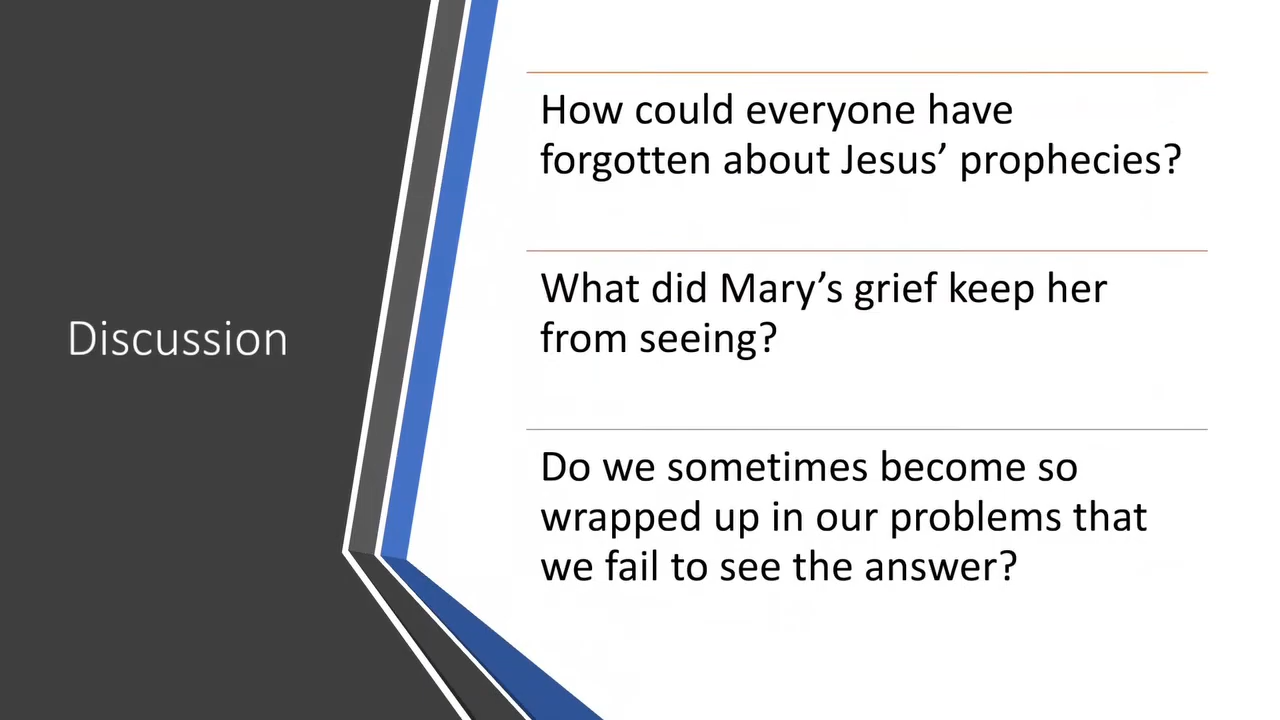 Discussion
How could everyone have
forgotten about Jesus’ prophecies?
What did Mary’s grief keep her
from seeing?
Do we sometimes become so
wrapped up in our problems that
we fail to see the answer?